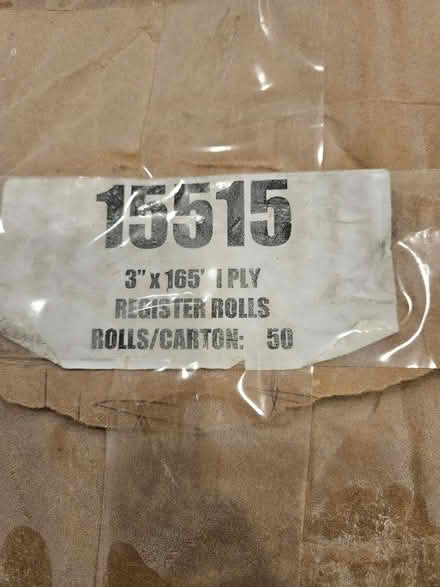 15515
3" x 165' 1 PLY
REGISTER ROLLS
ROLLS/CARTON: 50